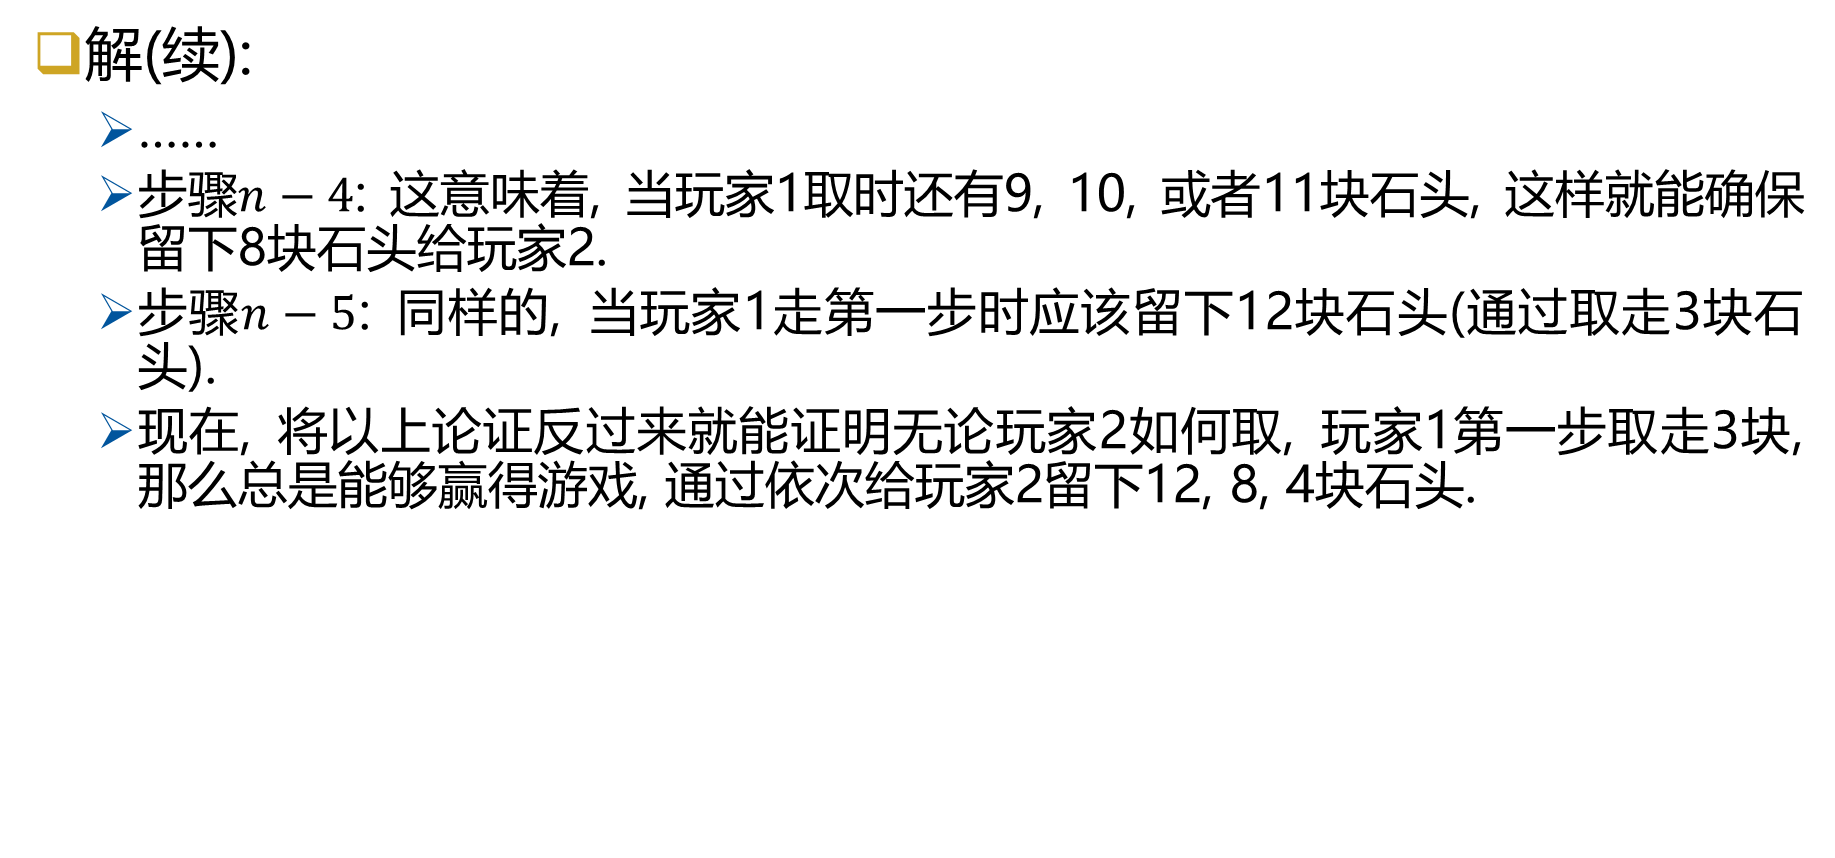 解(续):
……
步骤n − 4: 这意味着, 当玩家1取时还有9, 10, 或者11块石头, 这样就能确保
留下8块石头给玩家2.
步骤n − 5: 同样的, 当玩家1走第一步时应该留下12块石头(通过取走3块石
头).
现在, 将以上论证反过来就能证明无论玩家2如何取, 玩家1第一步取走3块,
那么总是能够赢得游戏, 通过依次给玩家2留下12, 8, 4块石头.